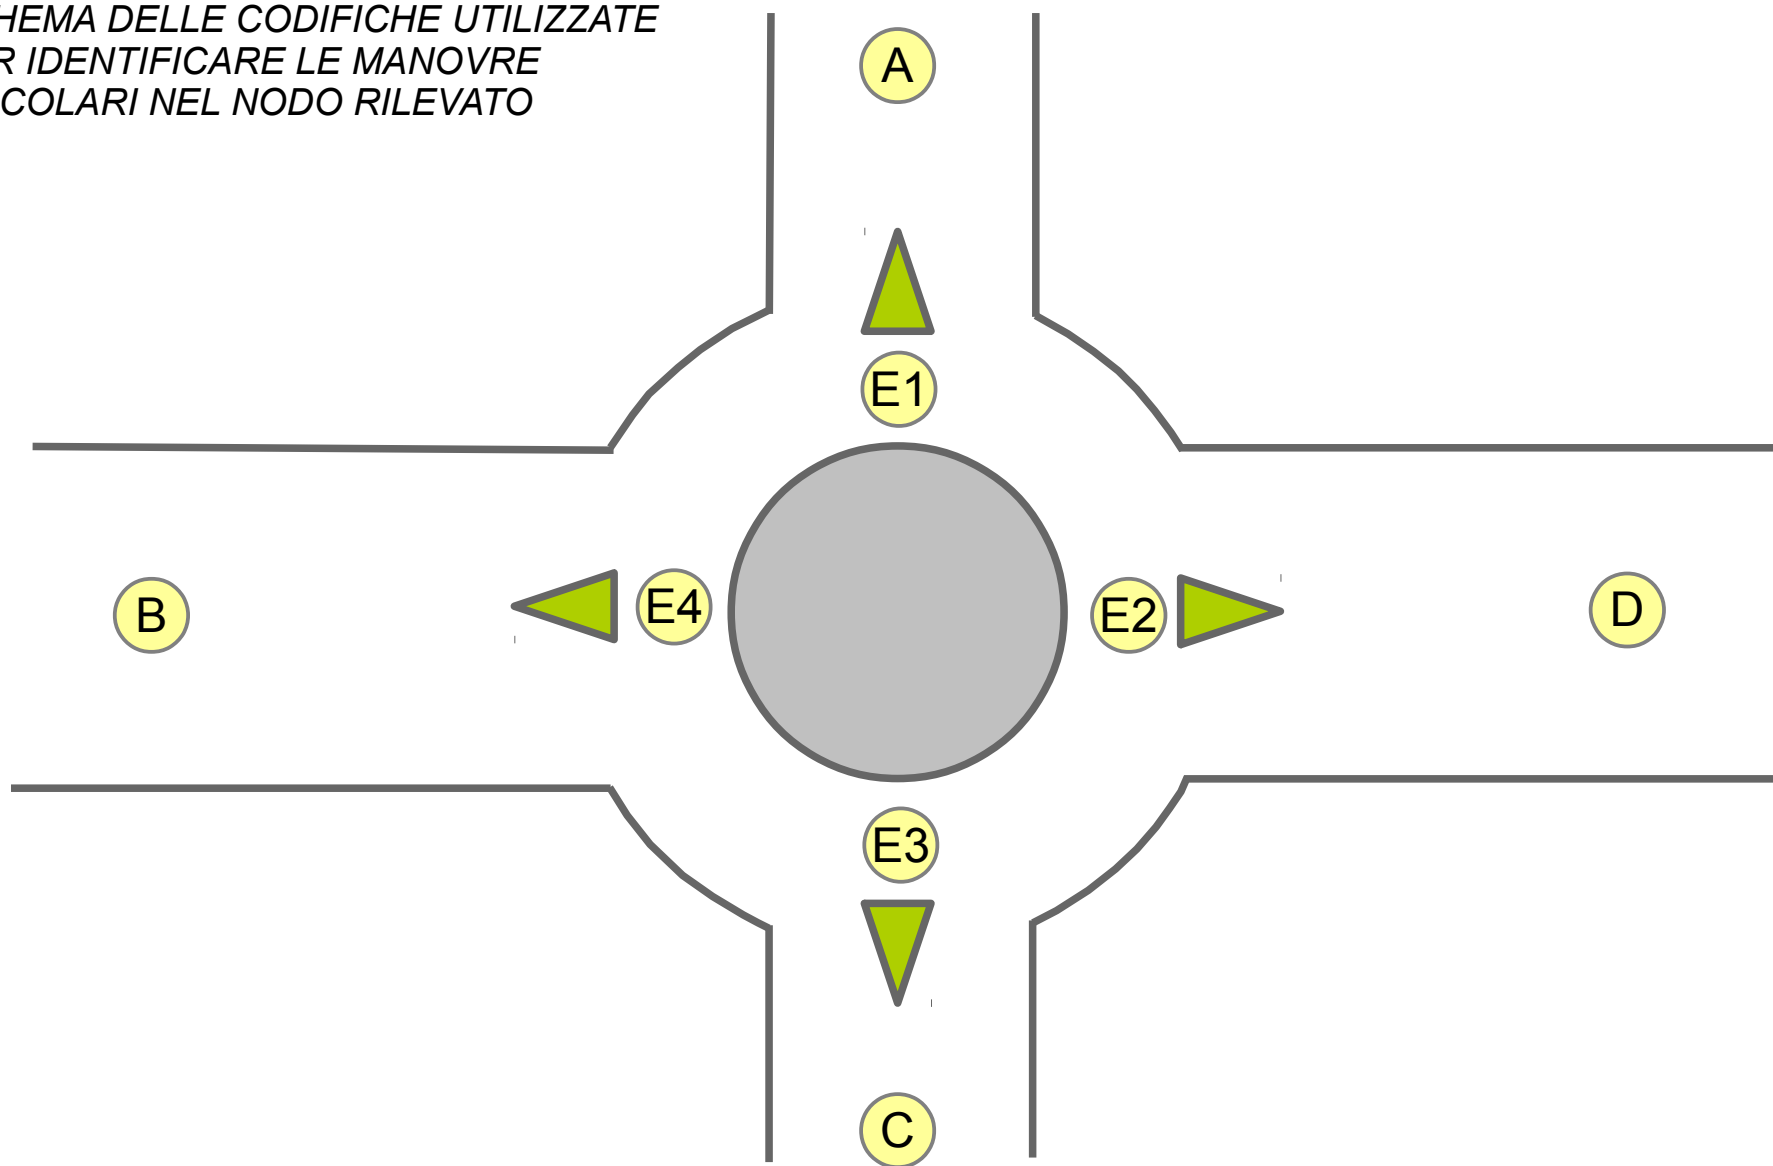 HEMA DELLE CODIFICHE UTILIZZATE
R IDENTIFICARE LE MANOVRE
COLARI NEL NODO RILEVATO
A
E1
B
E4
E2
D
E3
C